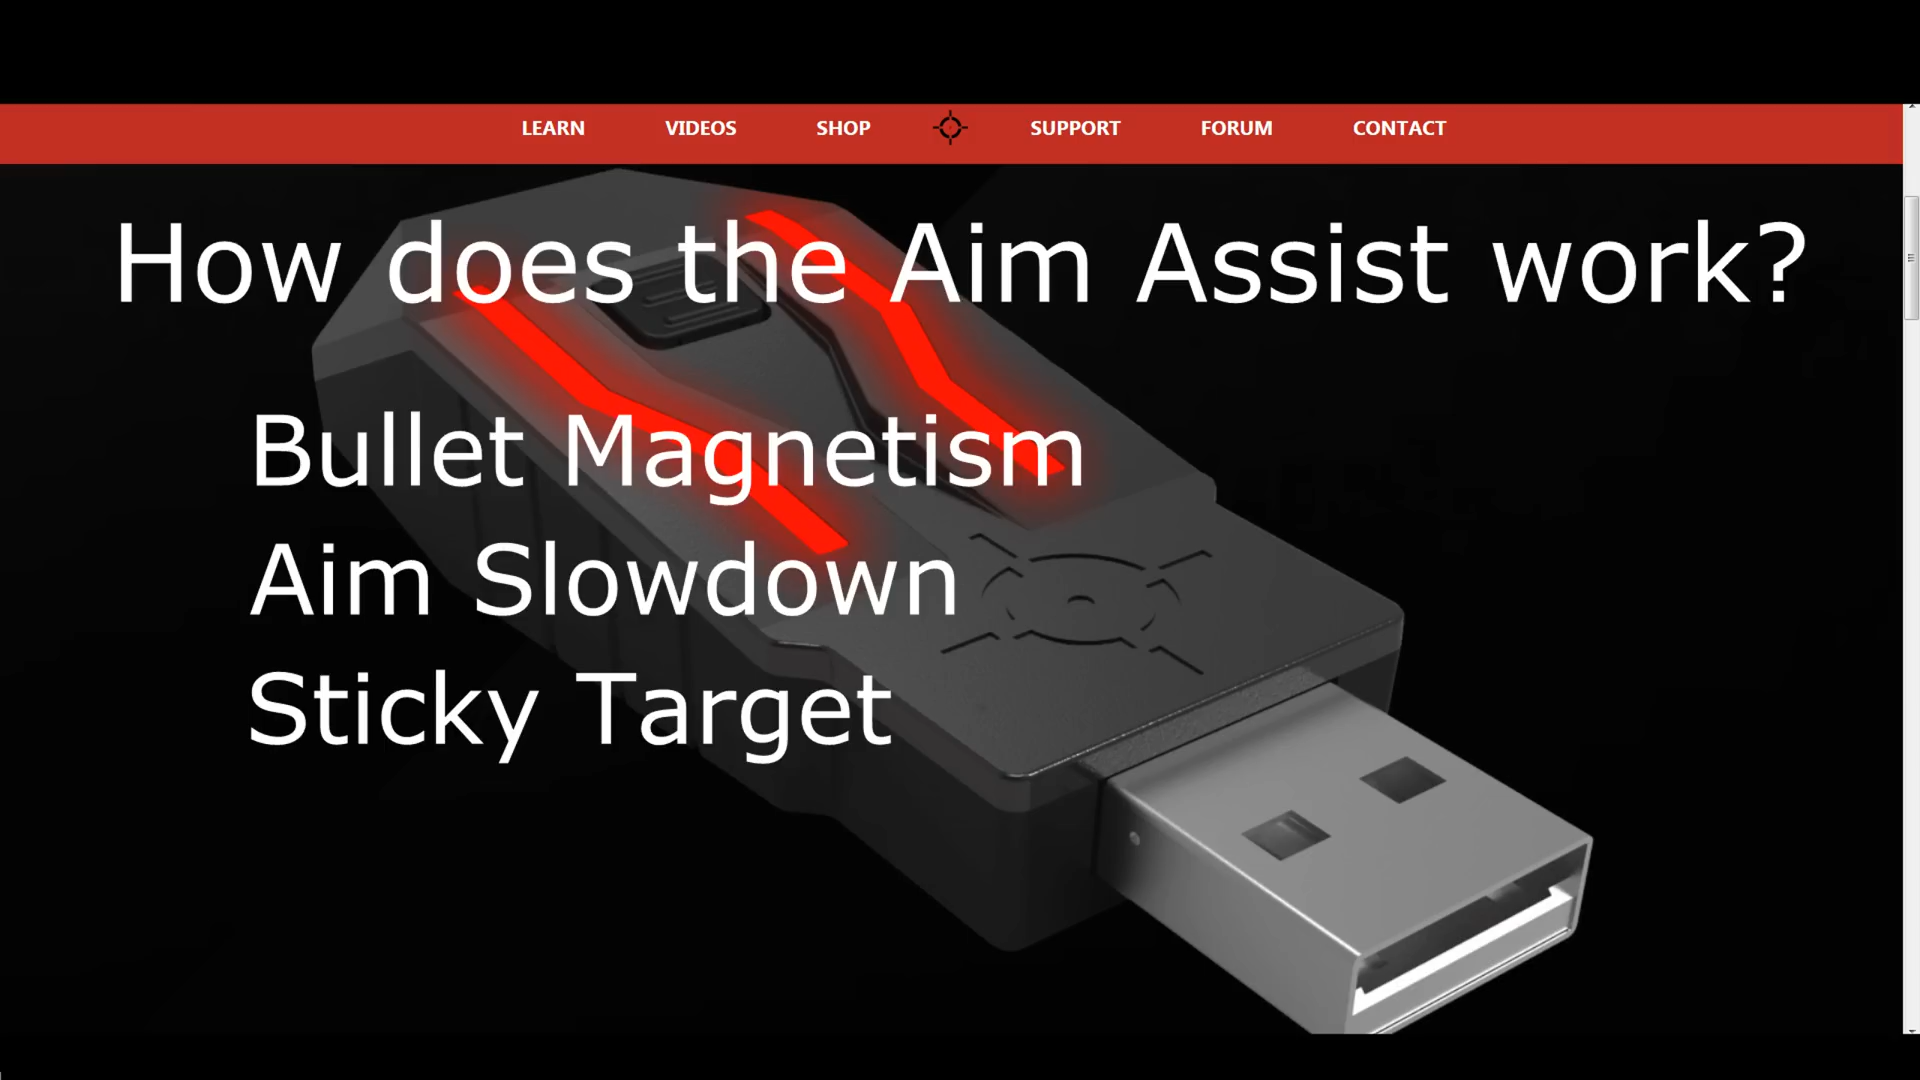 LEARN VIDEOS SHOP SUPPORT FORUM CONTACT
How does the Aim Assist work?
Bullet Magnetism
Aim Slowdown
Sticky Target